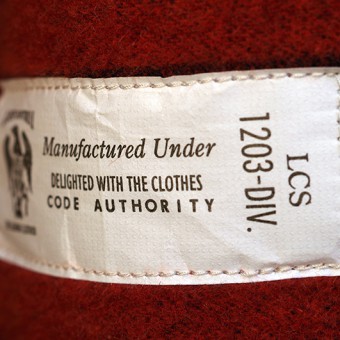 Manufactured Under
DELIGHTED WITH THE CLOTHES
CODE AUTHORITY
LCS
1203-DIV.